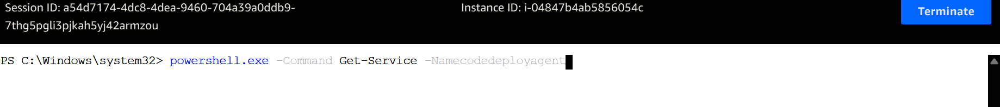 Session ID: a54d7174-4dc8-4dea-9460-704a39a0ddb9-
7thg5pgli3pjkah5yj42armzou
Instance ID: i-04847b4ab5856054c
Terminate
PS C:\Windows\system32> powershell.exe -Command Get-Service -Namecodedeployagent